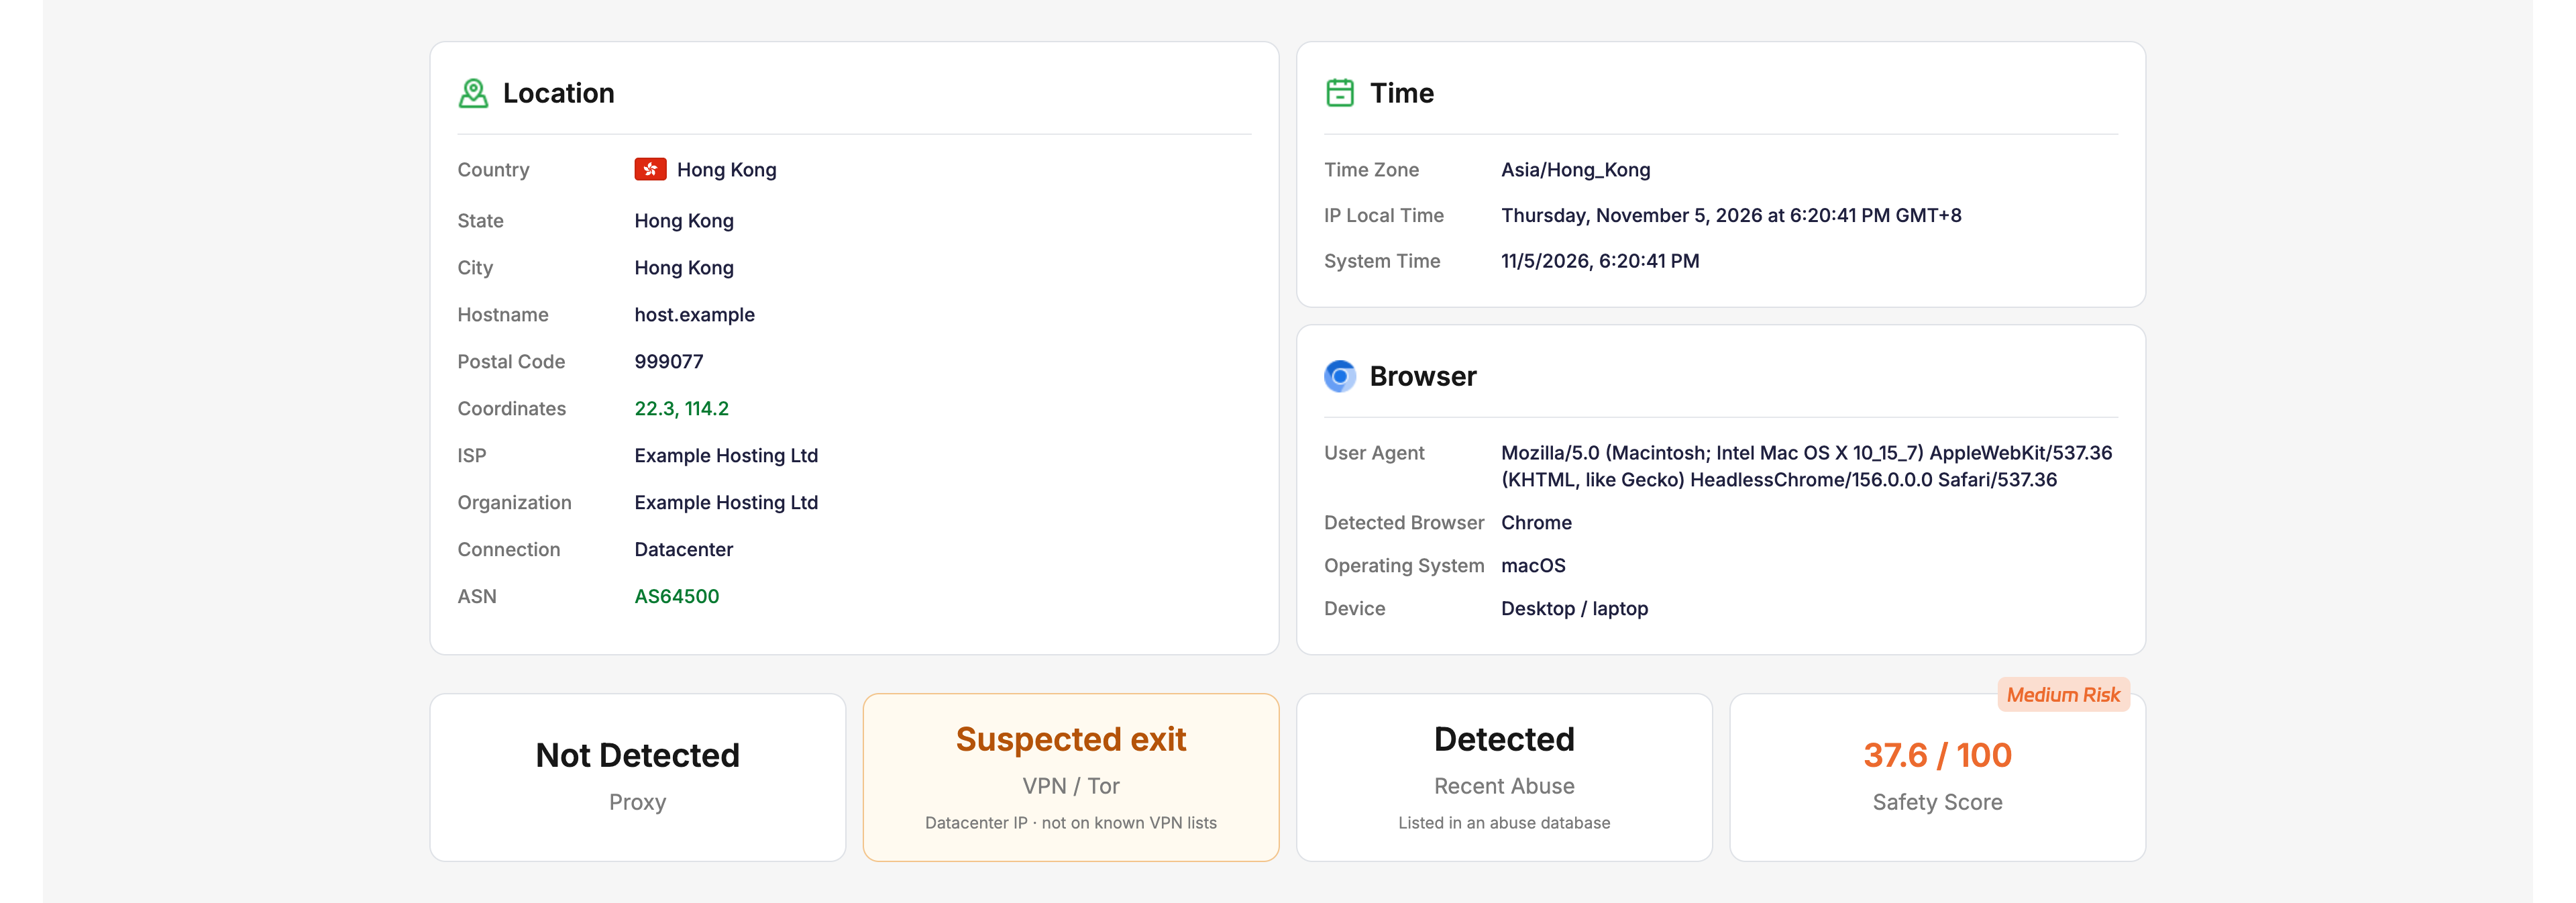 Location
Country Hong Kong
State Hong Kong
City Hong Kong
Hostname host.example
Postal Code 999077
Coordinates 22.3, 114.2
ISP Example Hosting Ltd
Organization Example Hosting Ltd
Connection Datacenter
ASN AS64500
Time
Time Zone Asia/Hong_Kong
IP Local Time Thursday, November 5, 2026 at 6:20:41 PM GMT+8
System Time 11/5/2026, 6:20:41 PM
Browser
User Agent Mozilla/5.0 (Macintosh; Intel Mac OS X 10_15_7) AppleWebKit/537.36
(KHTML, like Gecko) HeadlessChrome/156.0.0.0 Safari/537.36
Detected Browser Chrome
Operating System macOS
Device Desktop / laptop
Not Detected
Proxy
Suspected exit
VPN / Tor
Datacenter IP · not on known VPN lists
Detected
Recent Abuse
Listed in an abuse database
Medium Risk
37.6 / 100
Safety Score